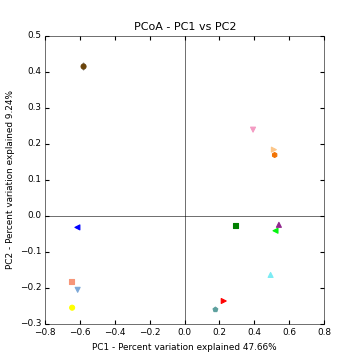 PCoA - PC1 vs PC2
PC2 - Percent variation explained 9.24%
0.5
0.4
0.3
0.2
0.1
0.0
−0.1
−0.2
−0.3
−0.8 −0.6 −0.4 −0.2 0.0 0.2 0.4 0.6 0.8
PC1 - Percent variation explained 47.66%